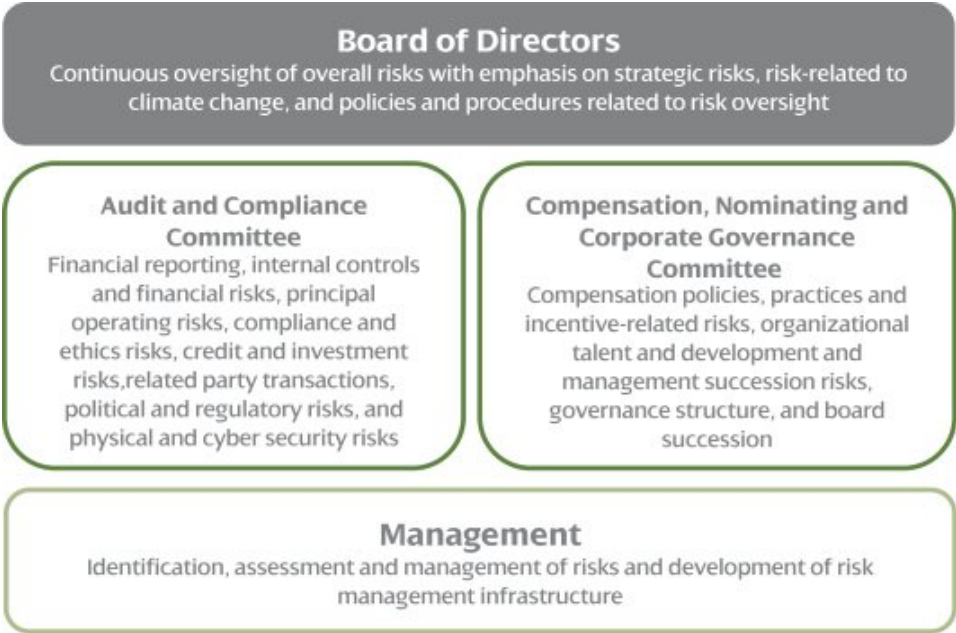 Board of Directors
Continuous oversight of overall risks with emphasis on strategic risks, risk-related to
climate change, and policies and procedures related to risk oversight
Audit and Compliance
Committee
Financial reporting, internal controls
and financial risks, principal
operating risks, compliance and
ethics risks, credit and investment
risks,related party transactions,
political and regulatory risks, and
physical and cyber security risks
Compensation, Nominating and
Corporate Governance
Committee
Compensation policies, practices and
incentive-related risks, organizational
talent and development and
management succession risks,
governance structure, and board
succession
Management
Identification, assessment and management of risks and development of risk
management infrastructure